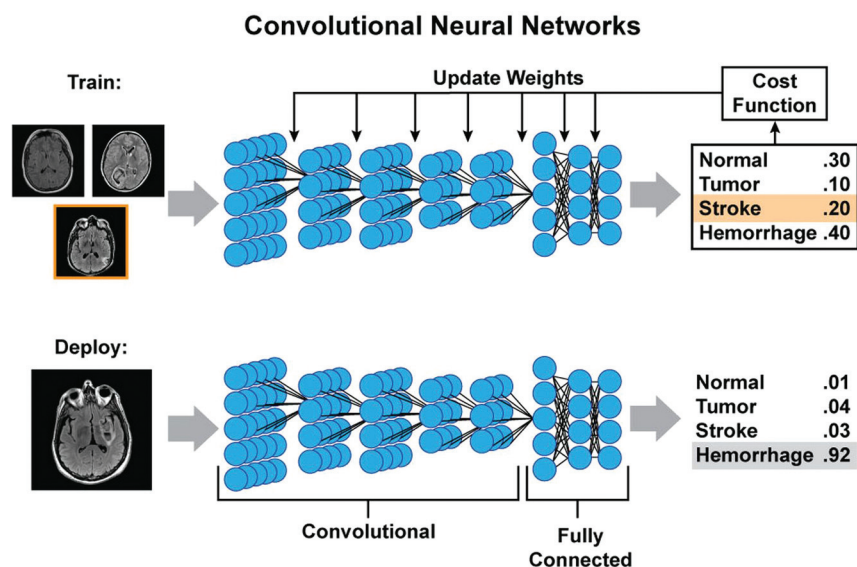 Convolutional Neural Networks
Train:
Update Weights
Cost
Function
Normal .30
Tumor .10
Stroke .20
Hemorrhage .40
Deploy:
Normal .01
Tumor .04
Stroke .03
Hemorrhage .92
Convolutional
Fully
Connected